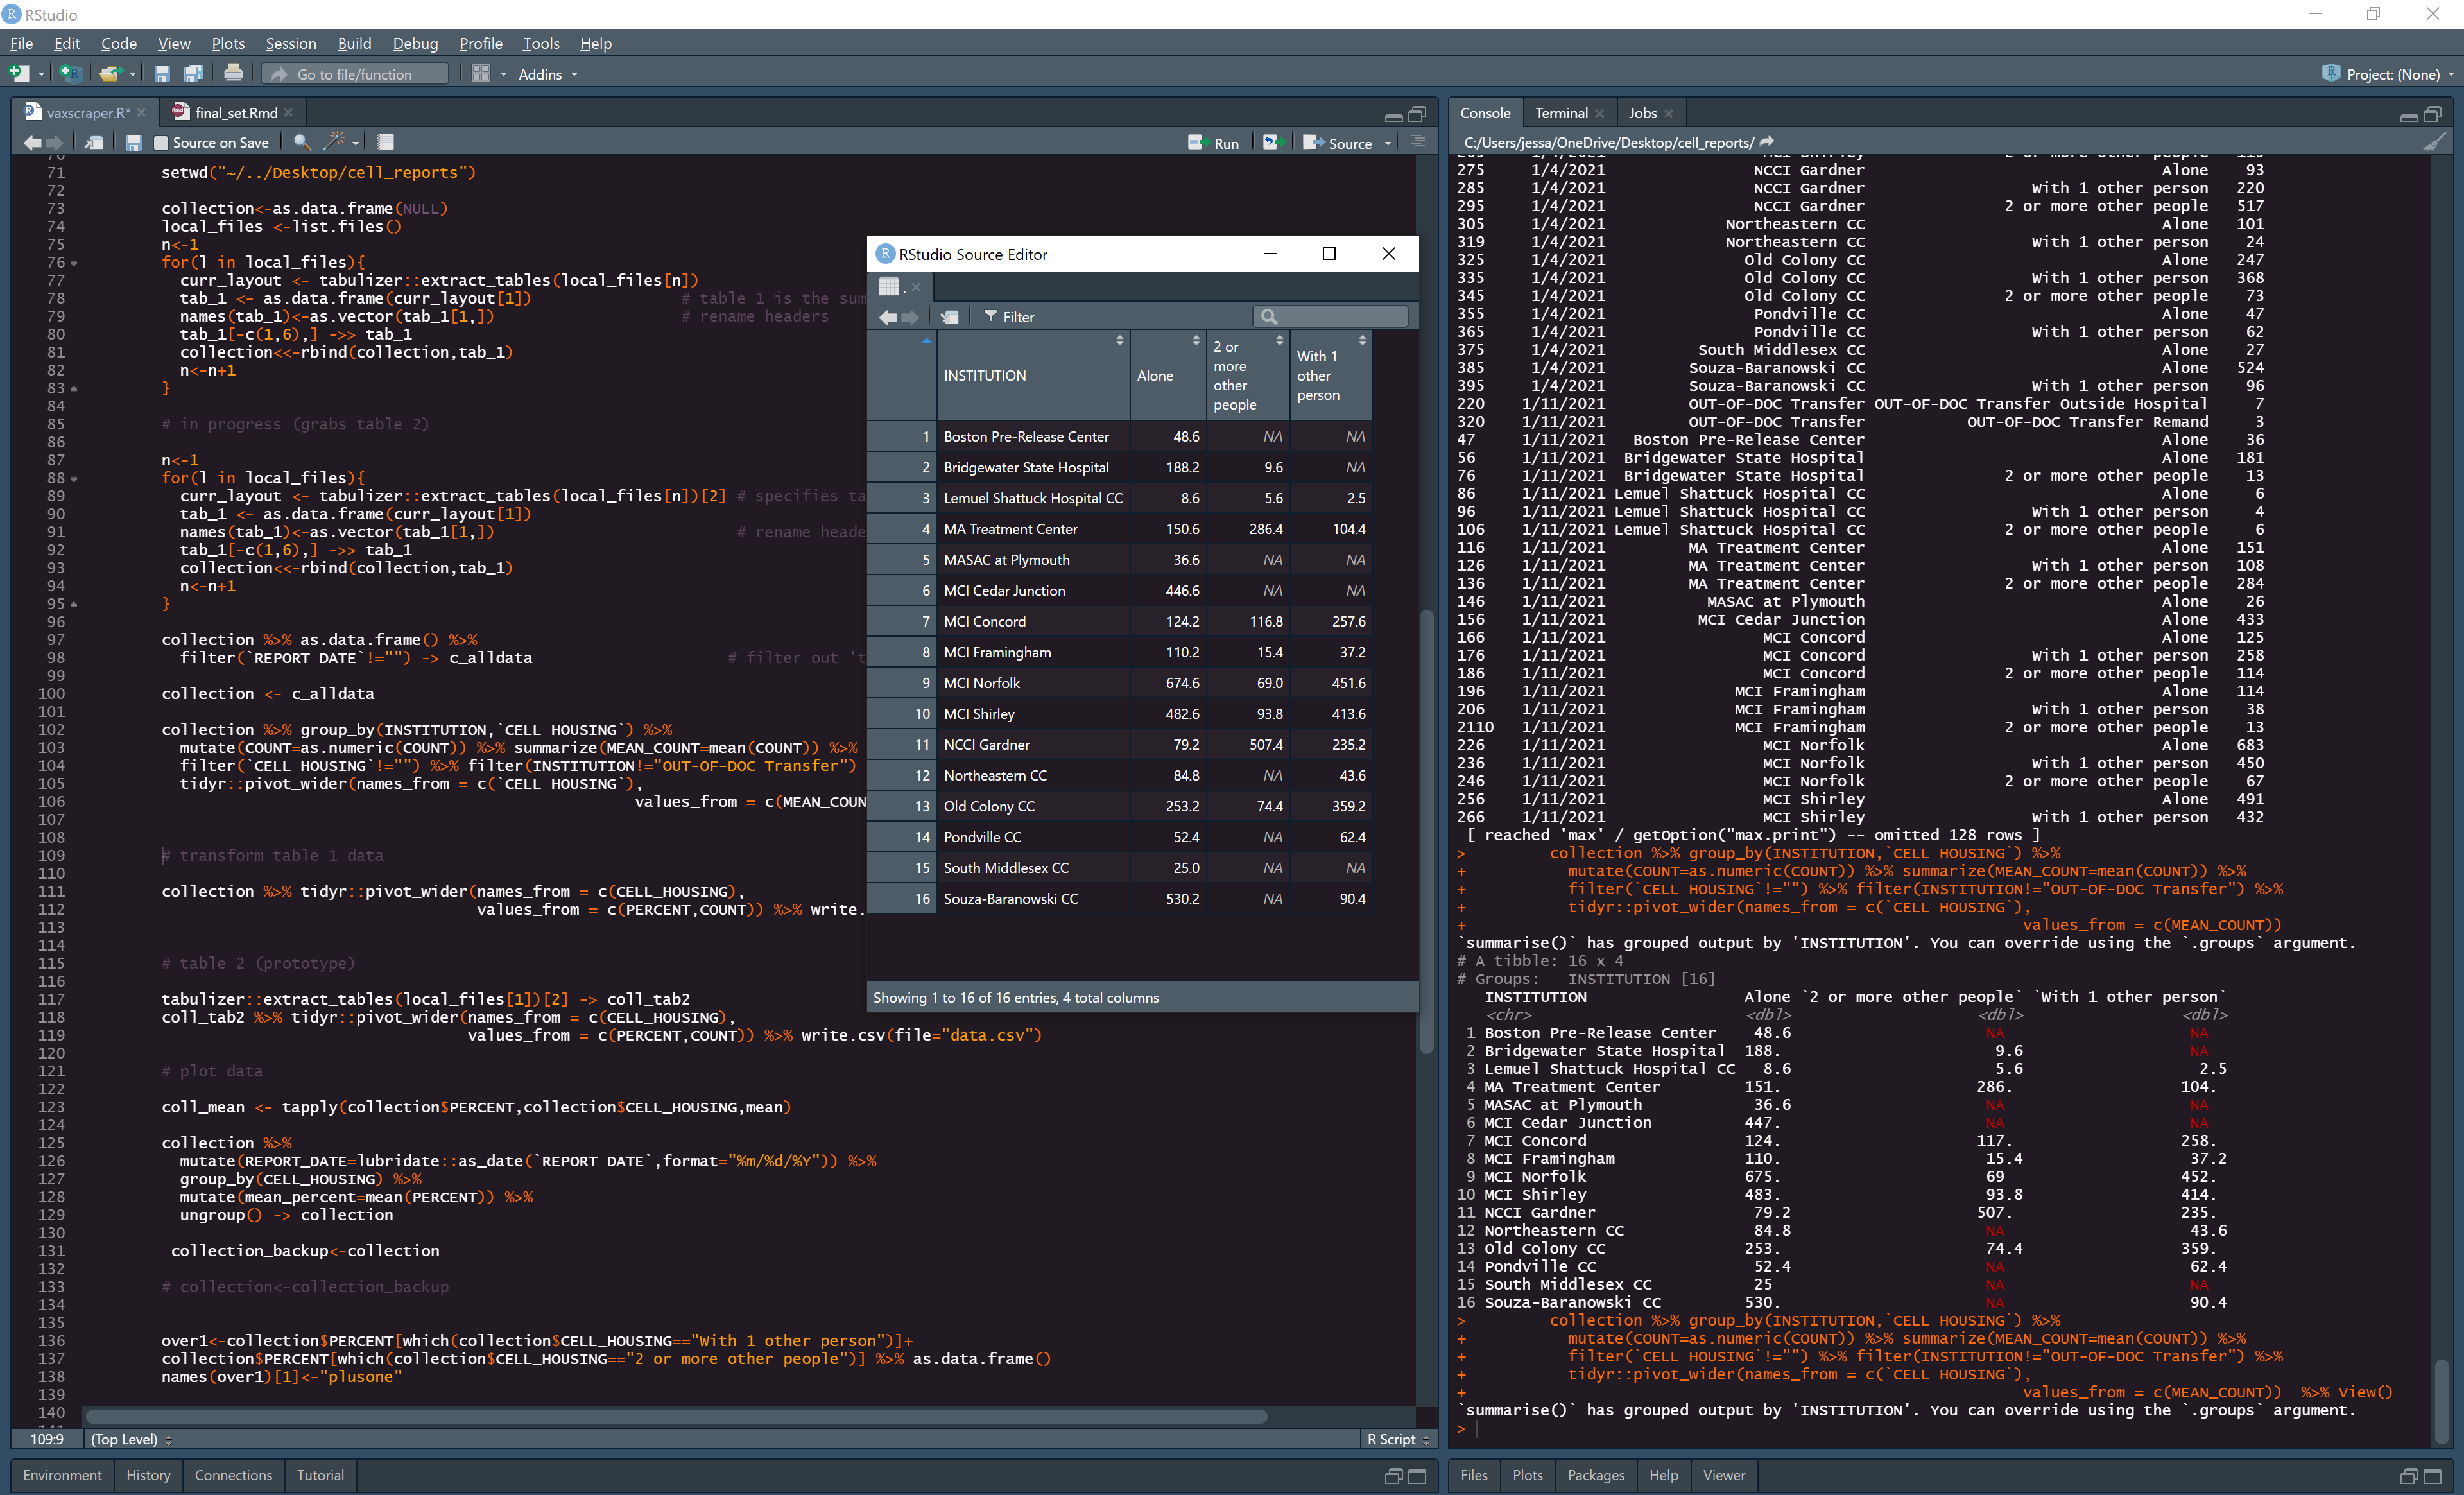 RStudio
File Edit Code View Plots Session Build Debug Profile Tools Help
Go to file/function Addins Project: (None)
vaxscraper.R* final_set.Rmd
Source on Save Run Source
71 setwd("~/../Desktop/cell_reports")
72
73 collection<-as.data.frame(NULL)
74 local_files <-list.files()
75 n<-1
76 for(l in local_files){
77 curr_layout <- tabulizer::extract_tables(local_files[n])
78 tab_1 <- as.data.frame(curr_layout[1]) # table 1 is the sum
79 names(tab_1)<-as.vector(tab_1[1,]) # rename headers
80 tab_1[-c(1,6),] ->> tab_1
81 collection<<-rbind(collection,tab_1)
82 n<-n+1
83 }
84
85 # in progress (grabs table 2)
86
87 n<-1
88 for(l in local_files){
89 curr_layout <- tabulizer::extract_tables(local_files[n])[2] # specifies ta
90 tab_1 <- as.data.frame(curr_layout[1])
91 names(tab_1)<-as.vector(tab_1[1,]) # rename heade
92 tab_1[-c(1,6),] ->> tab_1
93 collection<<-rbind(collection,tab_1)
94 n<-n+1
95 }
96
97 collection %>% as.data.frame() %>%
98 filter(`REPORT DATE`!="") -> c_alldata # filter out 't
99
100 collection <- c_alldata
101
102 collection %>% group_by(INSTITUTION,`CELL HOUSING`) %>%
103 mutate(COUNT=as.numeric(COUNT)) %>% summarize(MEAN_COUNT=mean(COUNT)) %>%
104 filter(`CELL HOUSING`!="") %>% filter(INSTITUTION!="OUT-OF-DOC Transfer")
105 tidyr::pivot_wider(names_from = c(`CELL HOUSING`),
106 values_from = c(MEAN_COUN
107
108
109 # transform table 1 data
110
111 collection %>% tidyr::pivot_wider(names_from = c(CELL_HOUSING),
112 values_from = c(PERCENT,COUNT)) %>% write.
113
114
115 # table 2 (prototype)
116
117 tabulizer::extract_tables(local_files[1])[2] -> coll_tab2
118 coll_tab2 %>% tidyr::pivot_wider(names_from = c(CELL_HOUSING),
119 values_from = c(PERCENT,COUNT)) %>% write.csv(file="data.csv")
120
121 # plot data
122
123 coll_mean <- tapply(collection$PERCENT,collection$CELL_HOUSING,mean)
124
125 collection %>%
126 mutate(REPORT_DATE=lubridate::as_date(`REPORT DATE`,format="%m/%d/%Y")) %>%
127 group_by(CELL_HOUSING) %>%
128 mutate(mean_percent=mean(PERCENT)) %>%
129 ungroup() -> collection
130
131 collection_backup<-collection
132
133 # collection<-collection_backup
134
135
136 over1<-collection$PERCENT[which(collection$CELL_HOUSING=="With 1 other person")]+
137 collection$PERCENT[which(collection$CELL_HOUSING=="2 or more other people")] %>% as.data.frame()
138 names(over1)[1]<-"plusone"
139
140
109:9 (Top Level) R Script
Environment History Connections Tutorial
RStudio Source Editor
.
Filter
INSTITUTION Alone 2 or more other people With 1 other person
1 Boston Pre-Release Center 48.6 NA NA
2 Bridgewater State Hospital 188.2 9.6 NA
3 Lemuel Shattuck Hospital CC 8.6 5.6 2.5
4 MA Treatment Center 150.6 286.4 104.4
5 MASAC at Plymouth 36.6 NA NA
6 MCI Cedar Junction 446.6 NA NA
7 MCI Concord 124.2 116.8 257.6
8 MCI Framingham 110.2 15.4 37.2
9 MCI Norfolk 674.6 69.0 451.6
10 MCI Shirley 482.6 93.8 413.6
11 NCCI Gardner 79.2 507.4 235.2
12 Northeastern CC 84.8 NA 43.6
13 Old Colony CC 253.2 74.4 359.2
14 Pondville CC 52.4 NA 62.4
15 South Middlesex CC 25.0 NA NA
16 Souza-Baranowski CC 530.2 NA 90.4
Showing 1 to 16 of 16 entries, 4 total columns
Console Terminal Jobs
C:/Users/jessa/OneDrive/Desktop/cell_reports/
275 1/4/2021 NCCI Gardner Alone 93
285 1/4/2021 NCCI Gardner With 1 other person 220
295 1/4/2021 NCCI Gardner 2 or more other people 517
305 1/4/2021 Northeastern CC Alone 101
319 1/4/2021 Northeastern CC With 1 other person 24
325 1/4/2021 Old Colony CC Alone 247
335 1/4/2021 Old Colony CC With 1 other person 368
345 1/4/2021 Old Colony CC 2 or more other people 73
355 1/4/2021 Pondville CC Alone 47
365 1/4/2021 Pondville CC With 1 other person 62
375 1/4/2021 South Middlesex CC Alone 27
385 1/4/2021 Souza-Baranowski CC Alone 524
395 1/4/2021 Souza-Baranowski CC With 1 other person 96
220 1/11/2021 OUT-OF-DOC Transfer OUT-OF-DOC Transfer Outside Hospital 7
320 1/11/2021 OUT-OF-DOC Transfer OUT-OF-DOC Transfer Remand 3
47 1/11/2021 Boston Pre-Release Center Alone 36
56 1/11/2021 Bridgewater State Hospital Alone 181
76 1/11/2021 Bridgewater State Hospital 2 or more other people 13
86 1/11/2021 Lemuel Shattuck Hospital CC Alone 6
96 1/11/2021 Lemuel Shattuck Hospital CC With 1 other person 4
106 1/11/2021 Lemuel Shattuck Hospital CC 2 or more other people 6
116 1/11/2021 MA Treatment Center Alone 151
126 1/11/2021 MA Treatment Center With 1 other person 108
136 1/11/2021 MA Treatment Center 2 or more other people 284
146 1/11/2021 MASAC at Plymouth Alone 26
156 1/11/2021 MCI Cedar Junction Alone 433
166 1/11/2021 MCI Concord Alone 125
176 1/11/2021 MCI Concord With 1 other person 258
186 1/11/2021 MCI Concord 2 or more other people 114
196 1/11/2021 MCI Framingham Alone 114
206 1/11/2021 MCI Framingham With 1 other person 38
2110 1/11/2021 MCI Framingham 2 or more other people 13
226 1/11/2021 MCI Norfolk Alone 683
236 1/11/2021 MCI Norfolk With 1 other person 450
246 1/11/2021 MCI Norfolk 2 or more other people 67
256 1/11/2021 MCI Shirley Alone 491
266 1/11/2021 MCI Shirley With 1 other person 432
[ reached 'max' / getOption("max.print") -- omitted 128 rows ]
> collection %>% group_by(INSTITUTION,`CELL HOUSING`) %>%
+ mutate(COUNT=as.numeric(COUNT)) %>% summarize(MEAN_COUNT=mean(COUNT)) %>%
+ filter(`CELL HOUSING`!="") %>% filter(INSTITUTION!="OUT-OF-DOC Transfer") %>%
+ tidyr::pivot_wider(names_from = c(`CELL HOUSING`),
+ values_from = c(MEAN_COUNT))
`summarise()` has grouped output by 'INSTITUTION'. You can override using the `.groups` argument.
# A tibble: 16 x 4
# Groups: INSTITUTION [16]
INSTITUTION Alone `2 or more other people` `With 1 other person`
<chr> <dbl> <dbl> <dbl>
1 Boston Pre-Release Center 48.6 NA NA
2 Bridgewater State Hospital 188. 9.6 NA
3 Lemuel Shattuck Hospital CC 8.6 5.6 2.5
4 MA Treatment Center 151. 286. 104.
5 MASAC at Plymouth 36.6 NA NA
6 MCI Cedar Junction 447. NA NA
7 MCI Concord 124. 117. 258.
8 MCI Framingham 110. 15.4 37.2
9 MCI Norfolk 675. 69 452.
10 MCI Shirley 483. 93.8 414.
11 NCCI Gardner 79.2 507. 235.
12 Northeastern CC 84.8 NA 43.6
13 Old Colony CC 253. 74.4 359.
14 Pondville CC 52.4 NA 62.4
15 South Middlesex CC 25 NA NA
16 Souza-Baranowski CC 530. NA 90.4
> collection %>% group_by(INSTITUTION,`CELL HOUSING`) %>%
+ mutate(COUNT=as.numeric(COUNT)) %>% summarize(MEAN_COUNT=mean(COUNT)) %>%
+ filter(`CELL HOUSING`!="") %>% filter(INSTITUTION!="OUT-OF-DOC Transfer") %>%
+ tidyr::pivot_wider(names_from = c(`CELL HOUSING`),
+ values_from = c(MEAN_COUNT)) %>% View()
`summarise()` has grouped output by 'INSTITUTION'. You can override using the `.groups` argument.
>
Files Plots Packages Help Viewer